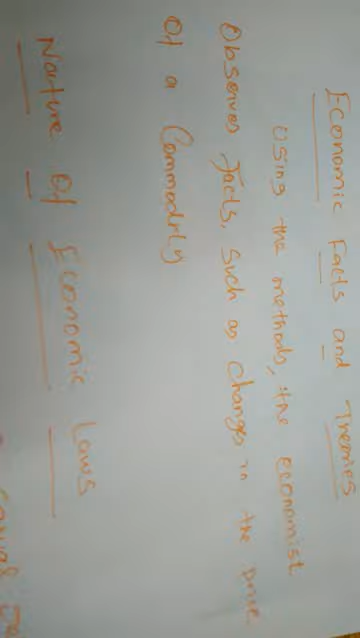 Economic Facts and Theories
Using the methods, the economist
Observes facts, such as changes in the price
Of a Commodity
Nature Of Economic Laws